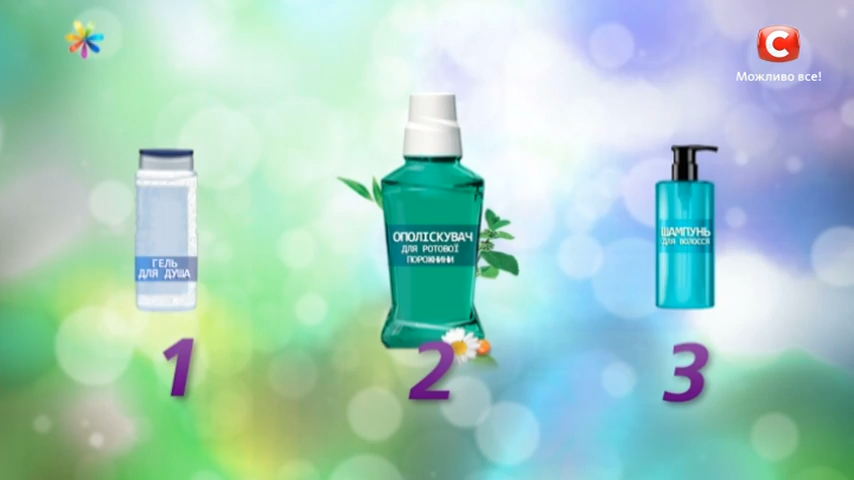 С
Можливо все!
ГЕЛЬ
ДЛЯ ДУША
ОПОЛІСКУВАЧ
ДЛЯ РОТОВОЇ
ПОРОЖНИНИ
ШАМПУНЬ
ДЛЯ ВОЛОССЯ
1
2
3